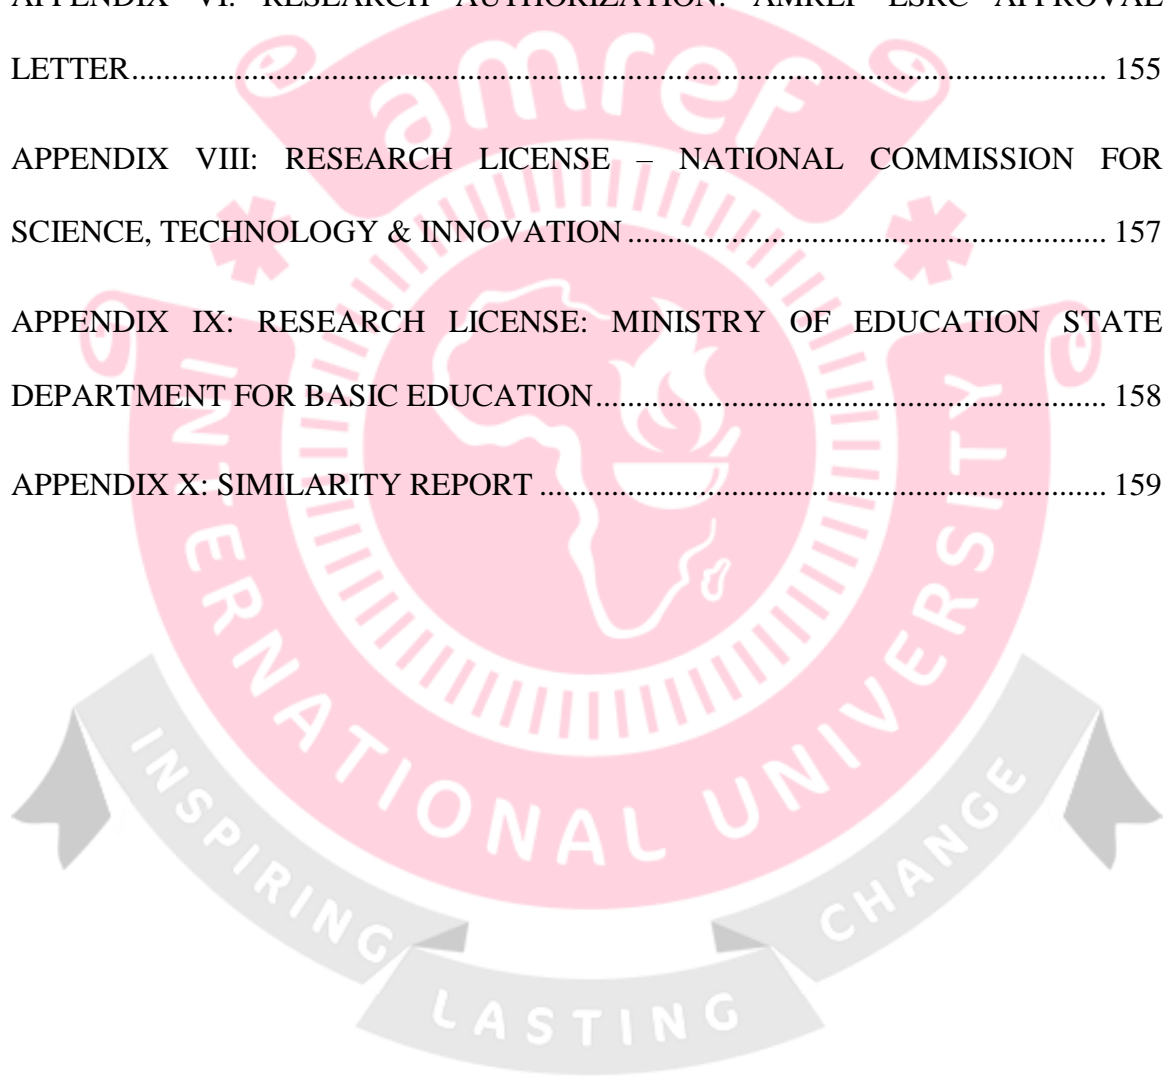 APPENDIX VI: RESEARCH AUTHORIZATION: AMREF ESRC APPROVAL
LETTER.......................................................................................................................... 155
APPENDIX VIII: RESEARCH LICENSE – NATIONAL COMMISSION FOR
SCIENCE, TECHNOLOGY & INNOVATION ............................................................ 157
APPENDIX IX: RESEARCH LICENSE: MINISTRY OF EDUCATION STATE
DEPARTMENT FOR BASIC EDUCATION................................................................ 158
APPENDIX X: SIMILARITY REPORT ....................................................................... 159
amref
INTERNATIONAL UNIVERSITY
INSPIRING
LASTING
CHANGE